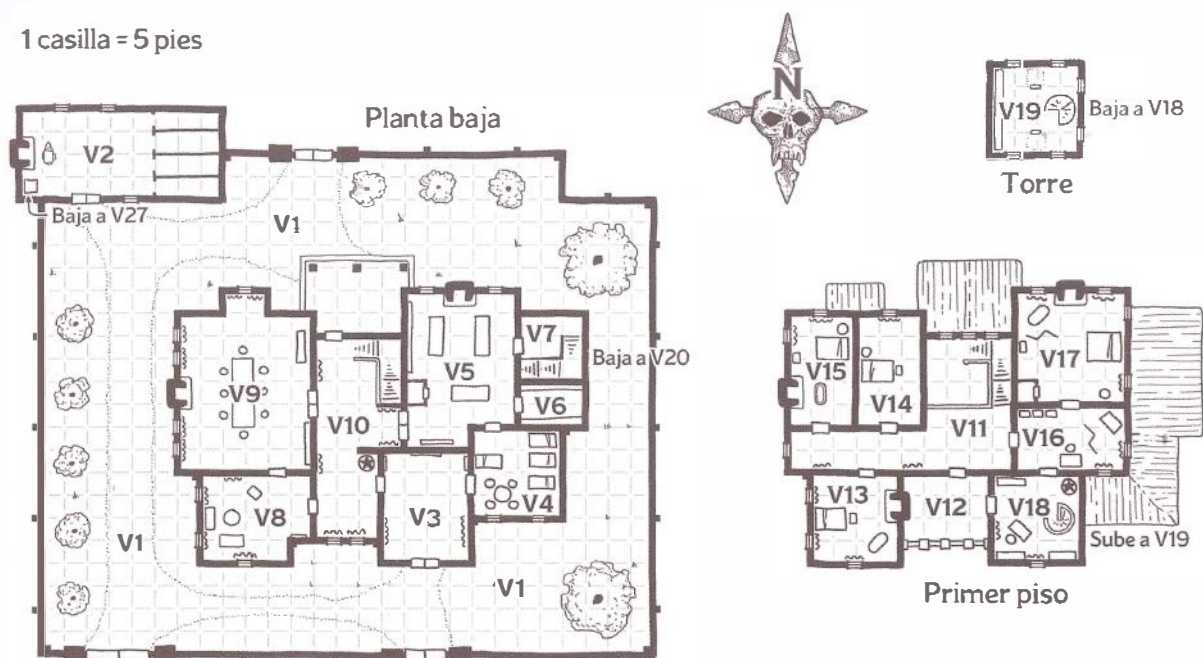 1 casilla = 5 pies
N
V19
Baja a V18
Torre
Planta baja
V2
Baja a V27
V1
V7
Baja a V20
V5
V9
V6
V10
V4
V3
V8
V1
V1
V17
V15
V14
V11
V16
V13
V12
V18
Sube a V19
Primer piso